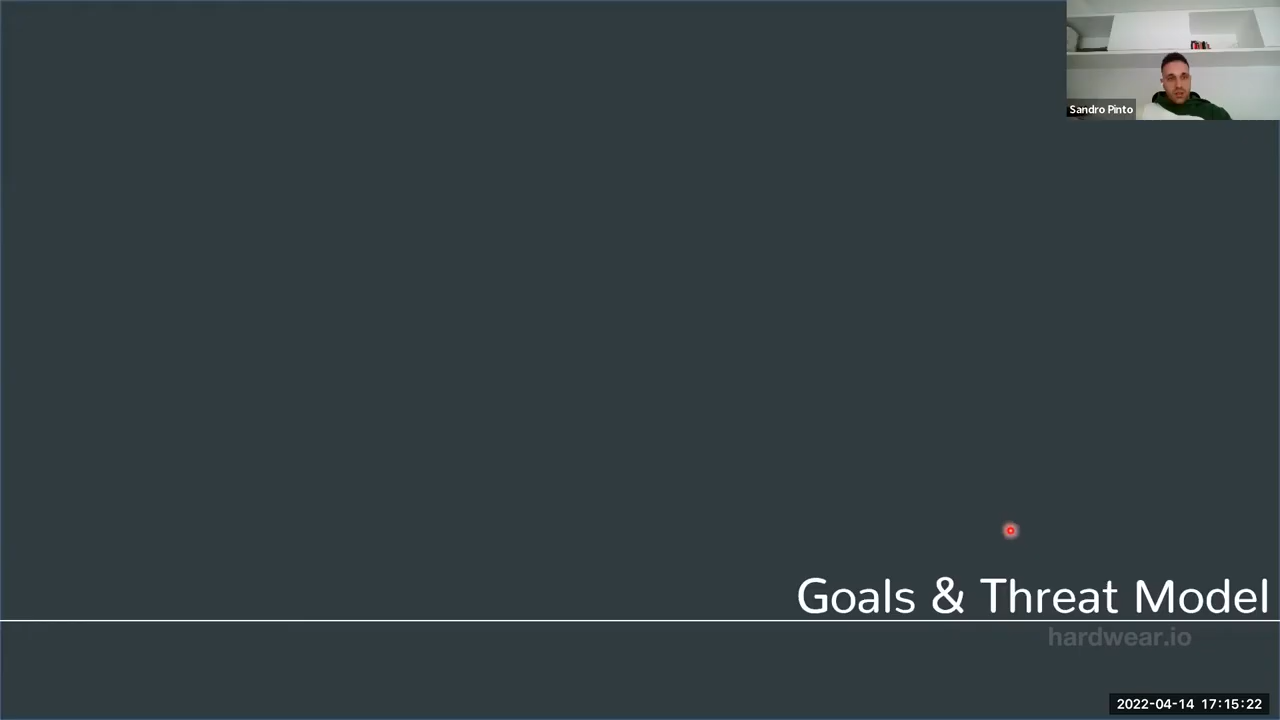 Sandro Pinto
Goals & Threat Model
hardwear.io
2022-04-14 17:15:22